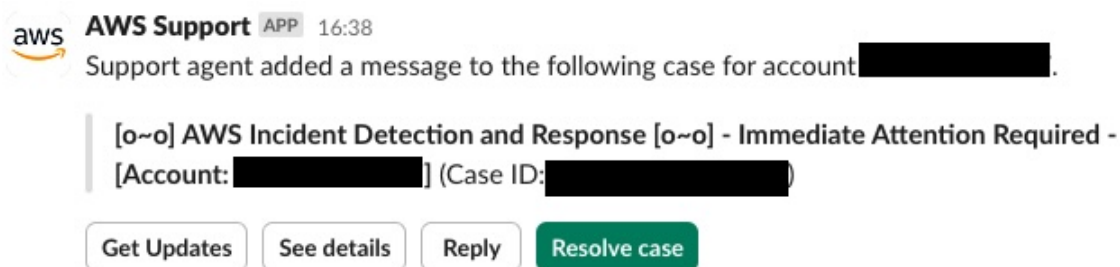 aws
AWS Support APP 16:38
Support agent added a message to the following case for account .
[o~o] AWS Incident Detection and Response [o~o] - Immediate Attention Required -
[Account: ] (Case ID: )
Get Updates See details Reply Resolve case